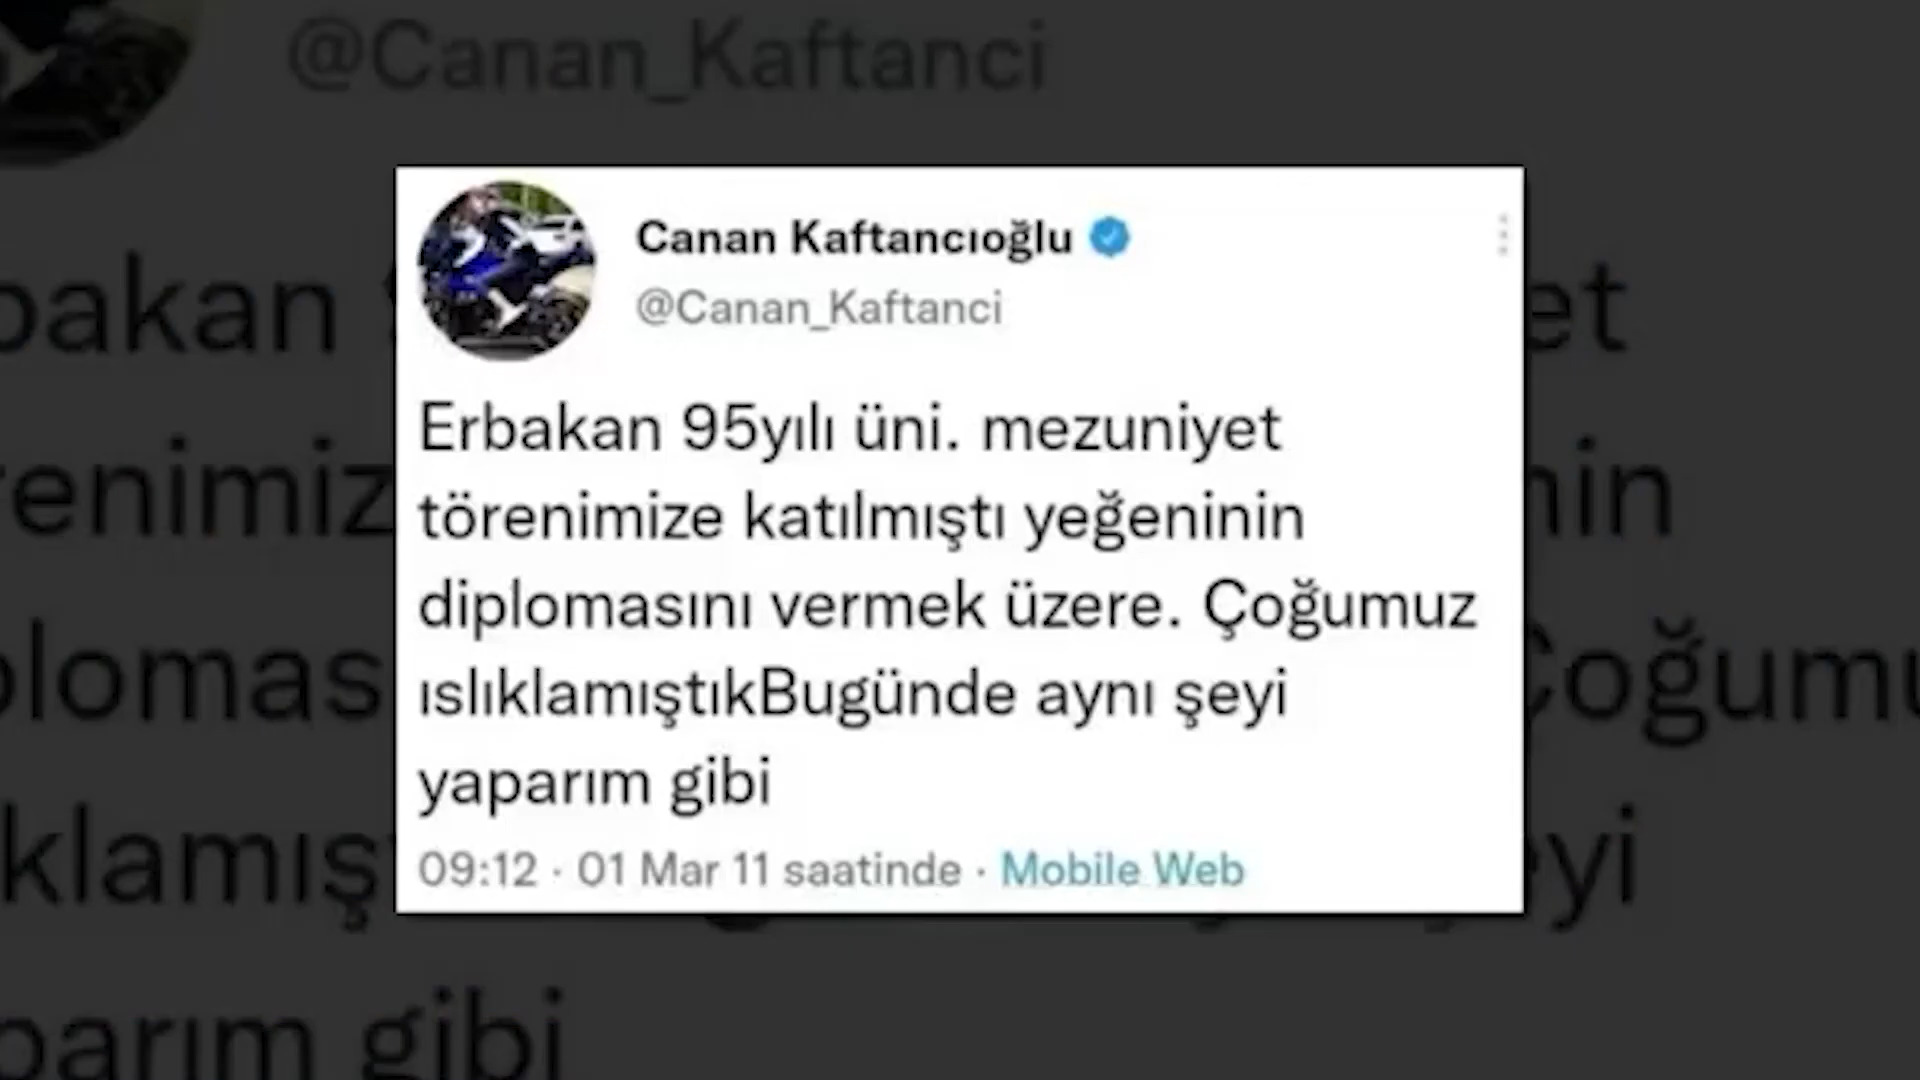 @Canan_Kaftanci
Canan Kaftancıoğlu
@Canan_Kaftanci
Erbakan 95yılı üni. mezuniyet
törenimize katılmıştı yeğeninin
diplomasını vermek üzere. Çoğumuz
ıslıklamıştıkBugünde aynı şeyi
yaparım gibi
09:12 · 01 Mar 11 saatinde · Mobile Web